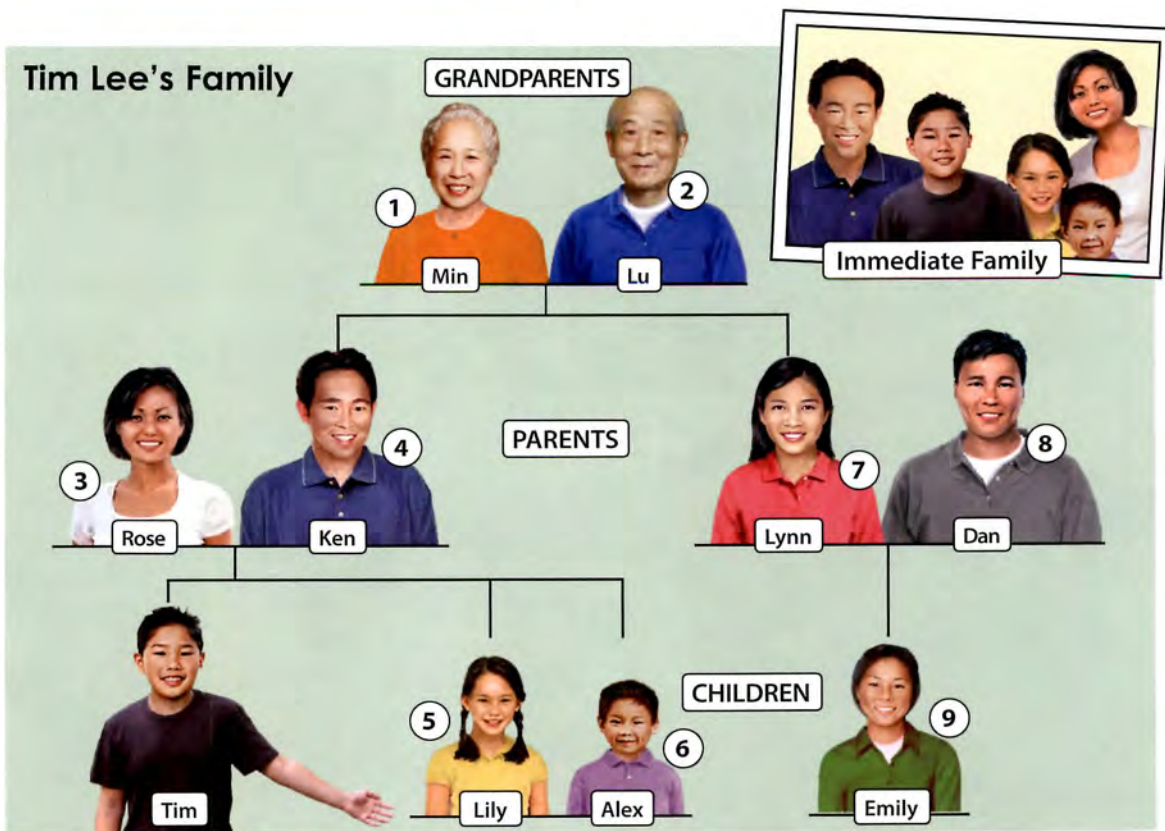 Tim Lee's Family
GRANDPARENTS
1
2
Min
Lu
Immediate Family
3
4
PARENTS
7
8
Rose
Ken
Lynn
Dan
5
6
CHILDREN
9
Tim
Lily
Alex
Emily